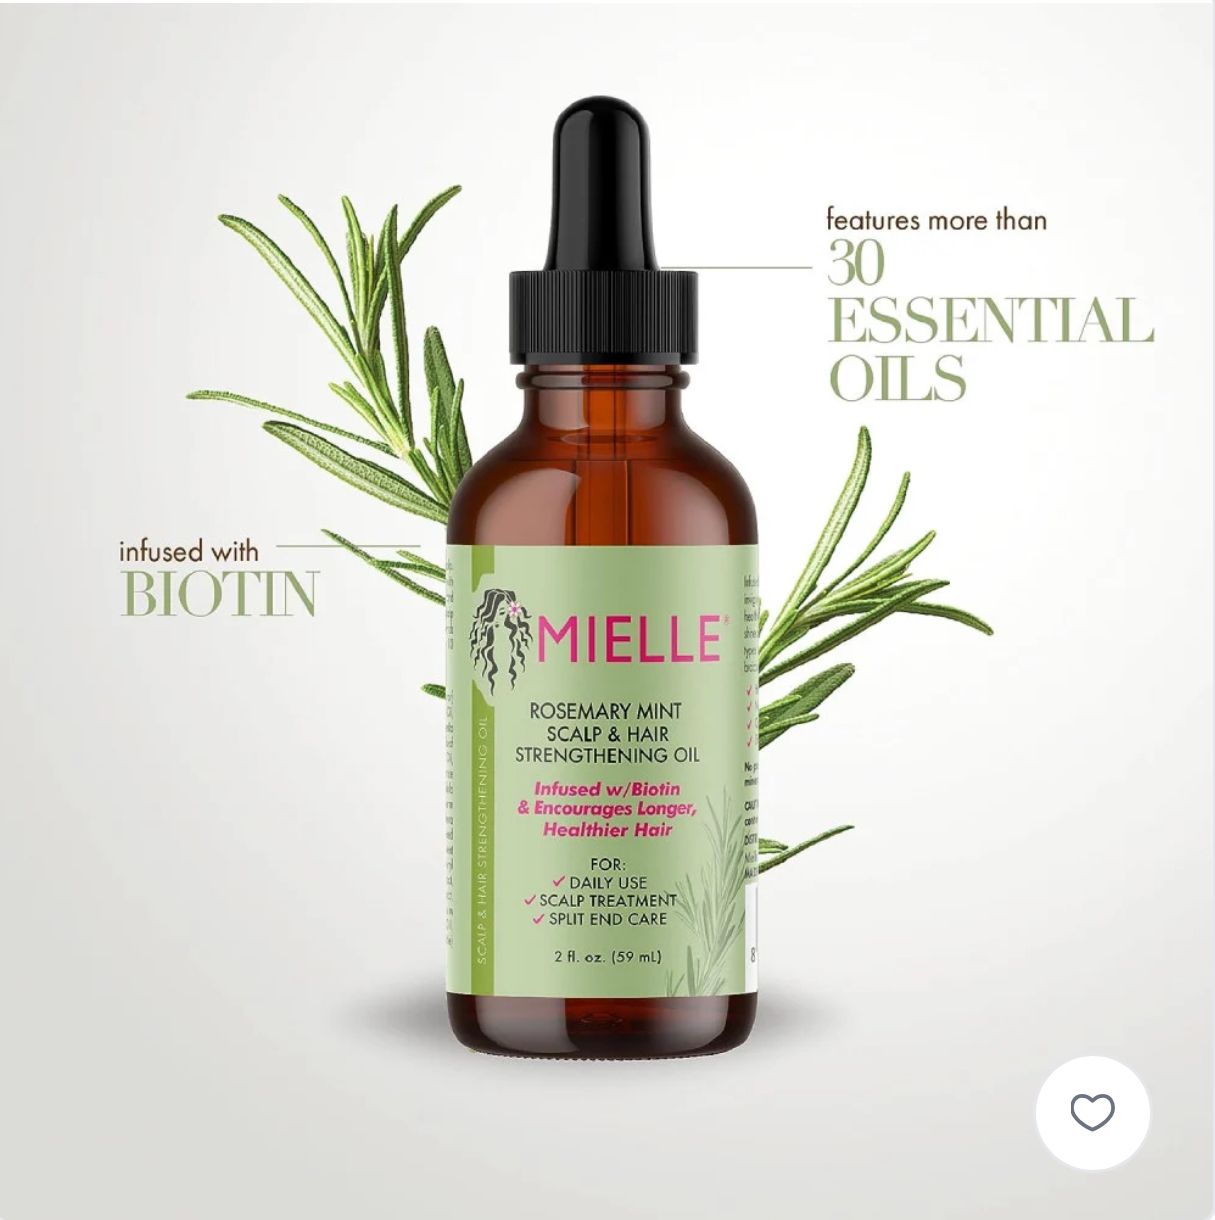 features more than
30
ESSENTIAL
OILS
infused with
BIOTIN
MIELLE®
ROSEMARY MINT
SCALP & HAIR
STRENGTHENING OIL
Infused w/Biotin
& Encourages Longer,
Healthier Hair
FOR:
✓ DAILY USE
✓ SCALP TREATMENT
✓ SPLIT END CARE
2 fl. oz. (59 mL)
SCALP & HAIR STRENGTHENING OIL